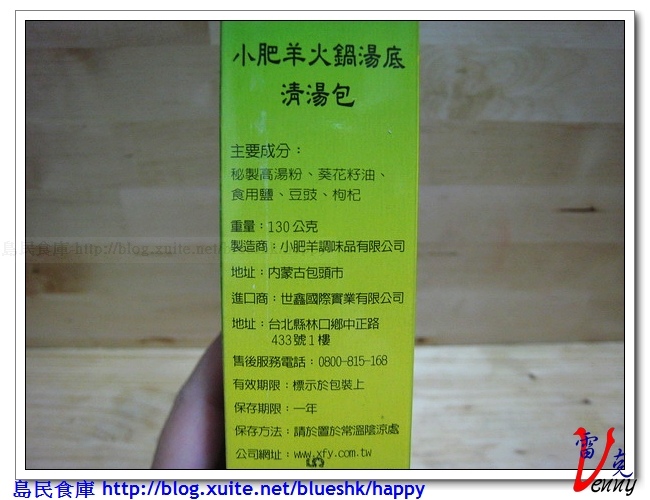 小肥羊火鍋湯底
清湯包
主要成分：
秘製高湯粉、葵花籽油、
食用鹽、豆豉、枸杞
重量：130公克
製造商：小肥羊調味品有限公司
地址：內蒙古包頭市
進口商：世鑫國際實業有限公司
地址：台北縣林口鄉中正路
433號1樓
售後服務電話：0800-815-168
有效期限：標示於包裝上
保存期限：一年
保存方法：請於置於常溫陰涼處
公司網址：www.xfy.com.tw
島民食庫 http://blog.xuite.net/blueshk/happy
雷克
Venny